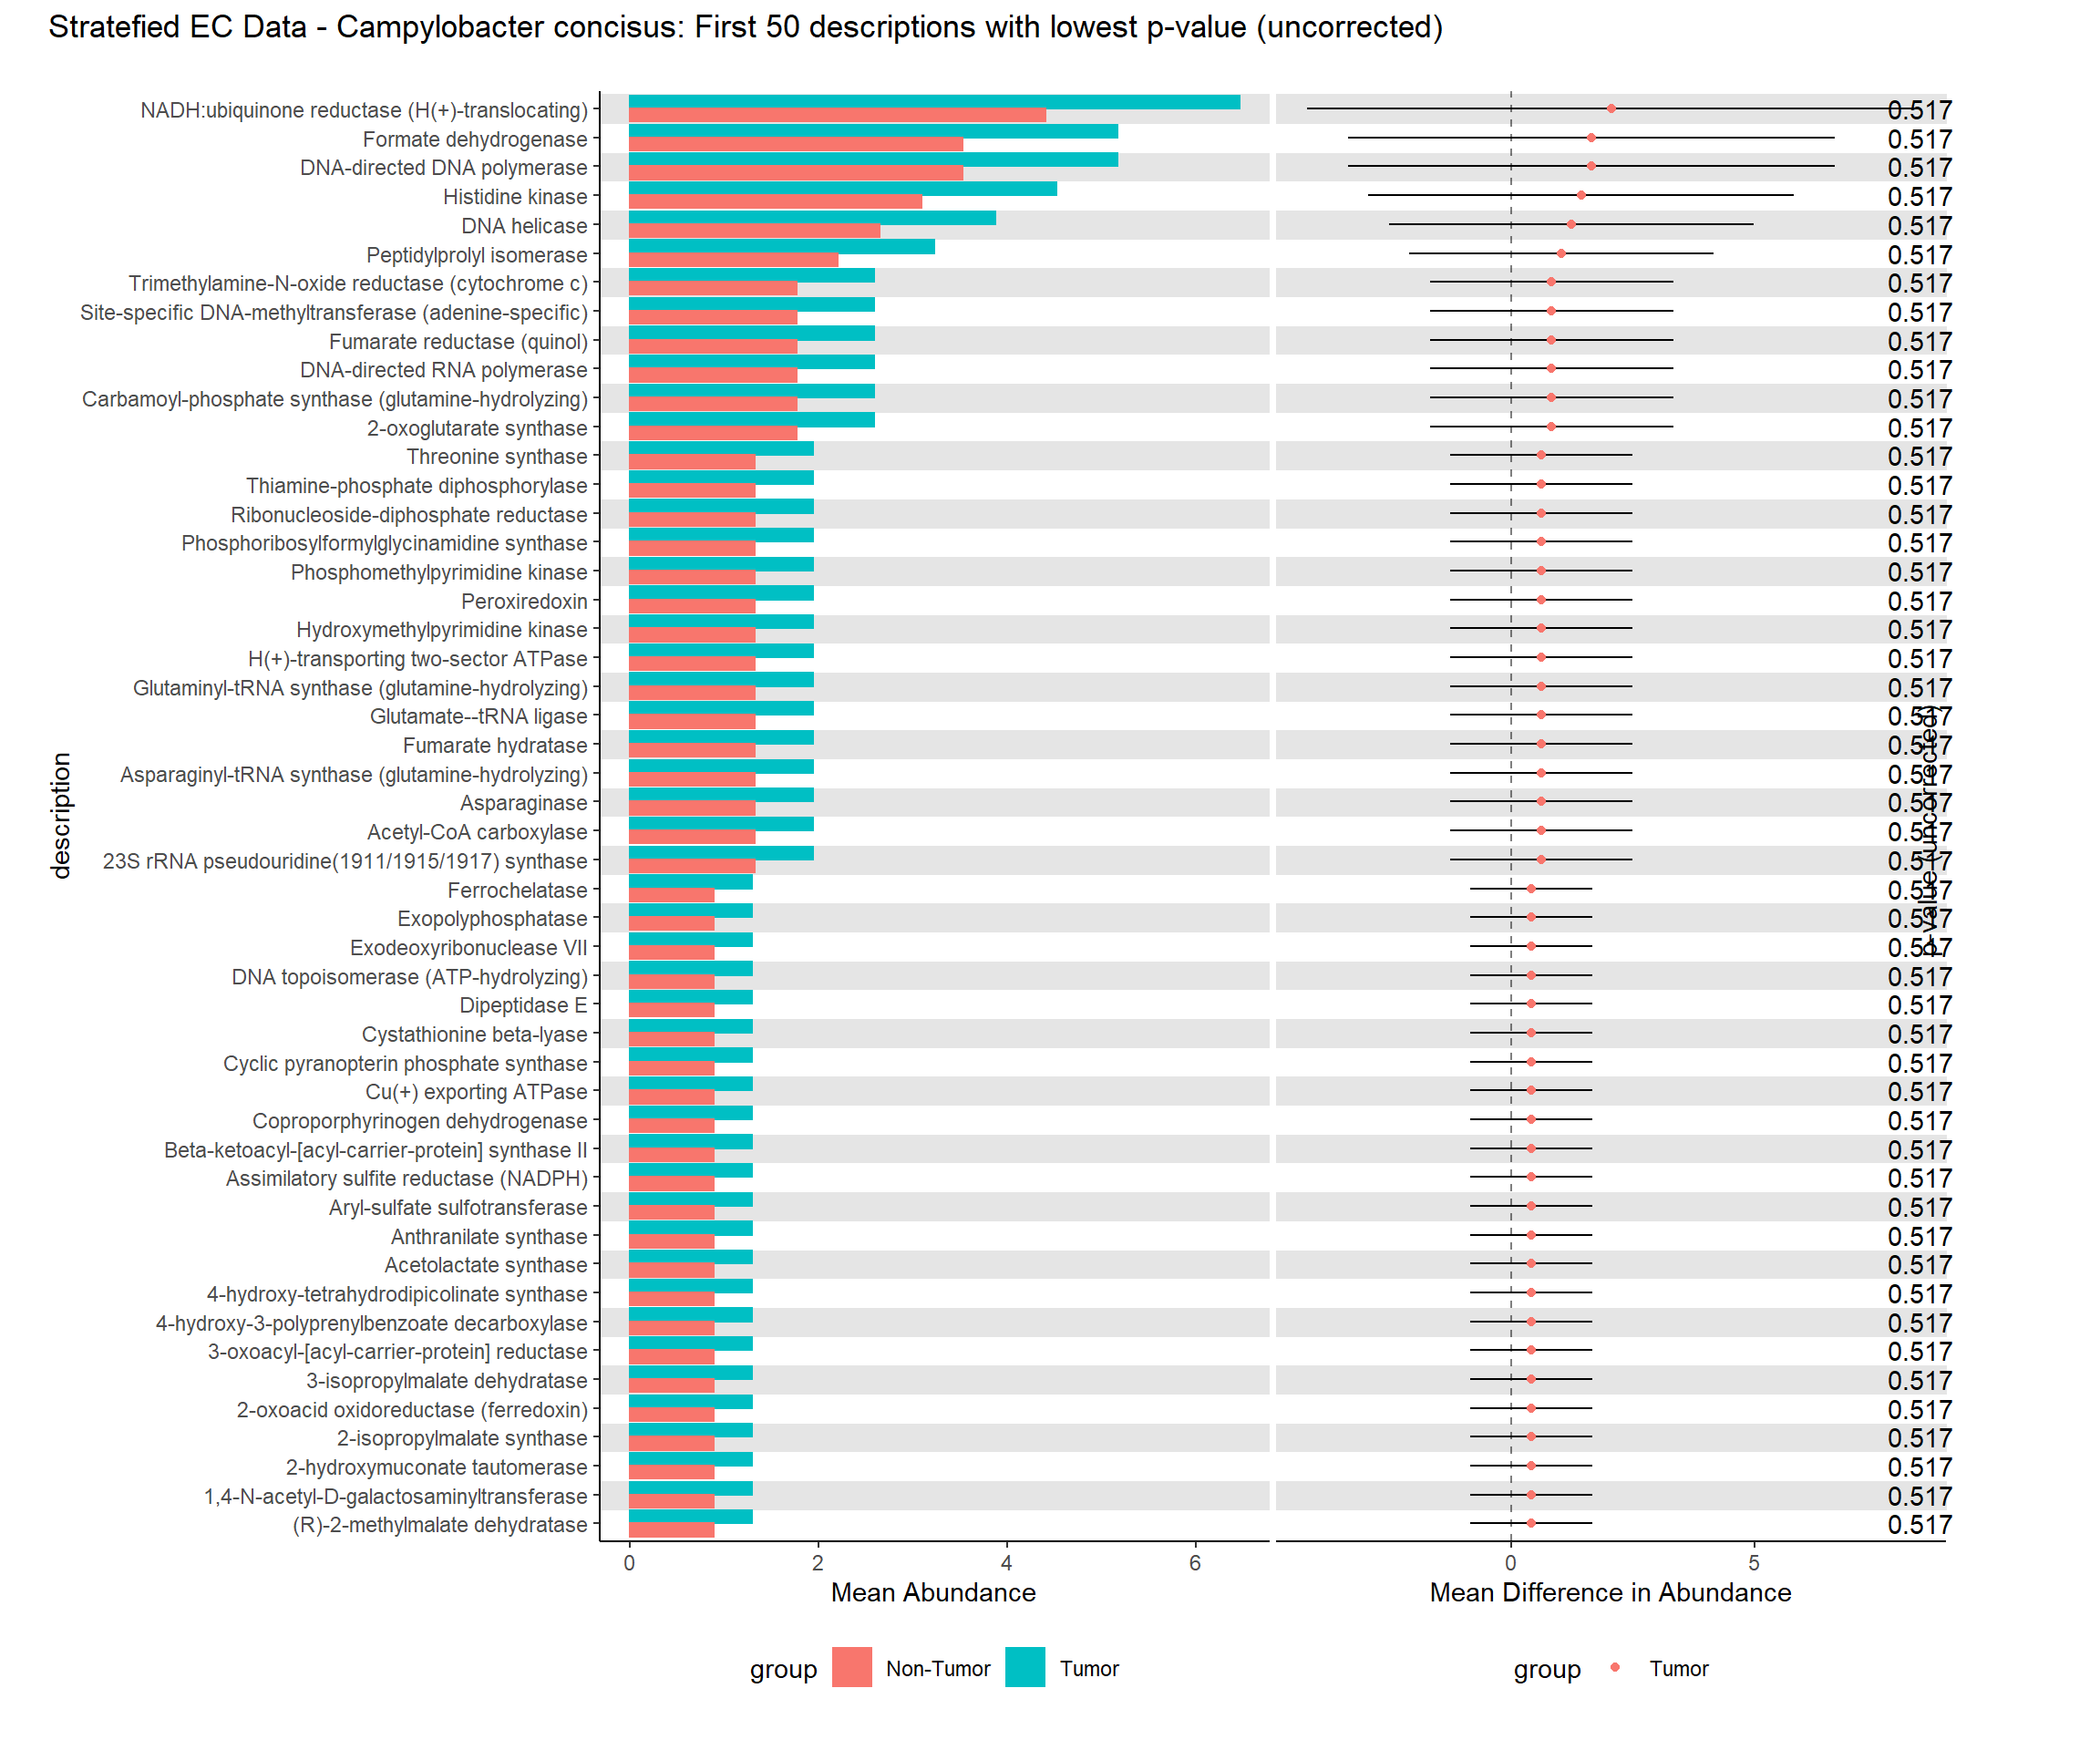 Stratefied EC Data - Campylobacter concisus: First 50 descriptions with lowest p-value (uncorrected)
NADH:ubiquinone reductase (H(+)-translocating) 0.517
Formate dehydrogenase 0.517
DNA-directed DNA polymerase 0.517
Histidine kinase 0.517
DNA helicase 0.517
Peptidylprolyl isomerase 0.517
Trimethylamine-N-oxide reductase (cytochrome c) 0.517
Site-specific DNA-methyltransferase (adenine-specific) 0.517
Fumarate reductase (quinol) 0.517
DNA-directed RNA polymerase 0.517
Carbamoyl-phosphate synthase (glutamine-hydrolyzing) 0.517
2-oxoglutarate synthase 0.517
Threonine synthase 0.517
Thiamine-phosphate diphosphorylase 0.517
Ribonucleoside-diphosphate reductase 0.517
Phosphoribosylformylglycinamidine synthase 0.517
Phosphomethylpyrimidine kinase 0.517
Peroxiredoxin 0.517
Hydroxymethylpyrimidine kinase 0.517
H(+)-transporting two-sector ATPase 0.517
Glutaminyl-tRNA synthase (glutamine-hydrolyzing) 0.517
Glutamate--tRNA ligase 0.517
Fumarate hydratase 0.517
Asparaginyl-tRNA synthase (glutamine-hydrolyzing) 0.517
Asparaginase 0.517
Acetyl-CoA carboxylase 0.517
23S rRNA pseudouridine(1911/1915/1917) synthase 0.517
Ferrochelatase 0.517
Exopolyphosphatase 0.517
Exodeoxyribonuclease VII 0.517
DNA topoisomerase (ATP-hydrolyzing) 0.517
Dipeptidase E 0.517
Cystathionine beta-lyase 0.517
Cyclic pyranopterin phosphate synthase 0.517
Cu(+) exporting ATPase 0.517
Coproporphyrinogen dehydrogenase 0.517
Beta-ketoacyl-[acyl-carrier-protein] synthase II 0.517
Assimilatory sulfite reductase (NADPH) 0.517
Aryl-sulfate sulfotransferase 0.517
Anthranilate synthase 0.517
Acetolactate synthase 0.517
4-hydroxy-tetrahydrodipicolinate synthase 0.517
4-hydroxy-3-polyprenylbenzoate decarboxylase 0.517
3-oxoacyl-[acyl-carrier-protein] reductase 0.517
3-isopropylmalate dehydratase 0.517
2-oxoacid oxidoreductase (ferredoxin) 0.517
2-isopropylmalate synthase 0.517
2-hydroxymuconate tautomerase 0.517
1,4-N-acetyl-D-galactosaminyltransferase 0.517
(R)-2-methylmalate dehydratase 0.517
description
p-value (uncorrected)
0 2 4 6
0 5
Mean Abundance
Mean Difference in Abundance
group Non-Tumor Tumor
group Tumor